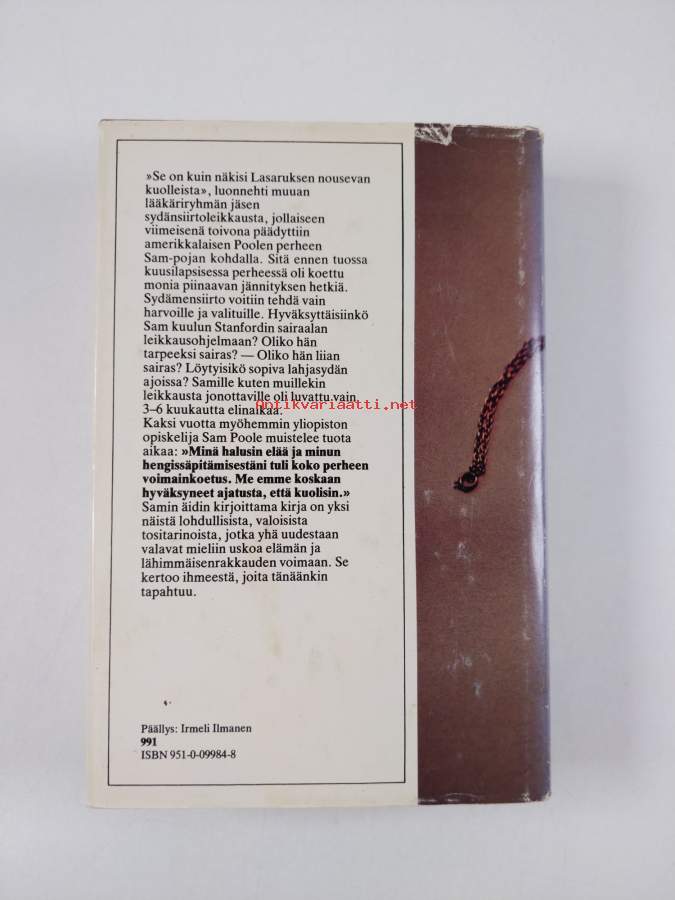 »Se on kuin näkisi Lasaruksen nousevan
kuolleista», luonnehti muuan
lääkäriryhmän jäsen
sydänsiirtoleikkausta, jollaiseen
viimeisenä toivona päädyttiin
amerikkalaisen Poolen perheen
Sam-pojan kohdalla. Sitä ennen tuossa
kuusilapsisessa perheessä oli koettu
monia piinaavan jännityksen hetkiä.
Sydämensiirto voitiin tehdä vain
harvoille ja valituille. Hyväksyttäisiinkö
Sam kuulun Stanfordin sairaalan
leikkausohjelmaan? Oliko hän
tarpeeksi sairas? — Oliko hän liian
sairas? Löytyisikö sopiva lahjasydän
ajoissa? Samille kuten muillekin
leikkausta jonottaville oli luvattu vain
Antikvariaatti.net
3–6 kuukautta elinaikaa.
Kaksi vuotta myöhemmin yliopiston
opiskelija Sam Poole muistelee tuota
aikaa: »Minä halusin elää ja minun
hengissäpitämisestäni tuli koko perheen
voimainkoetus. Me emme koskaan
hyväksyneet ajatusta, että kuolisin.»
Samin äidin kirjoittama kirja on yksi
näistä lohdullisista, valoisista
tositarinoista, jotka yhä uudestaan
valavat mieliin uskoa elämän ja
lähimmäisenrakkauden voimaan. Se
kertoo ihmeestä, joita tänäänkin
tapahtuu.
Päällys: Irmeli Ilmanen
991
ISBN 951-0-09984-8